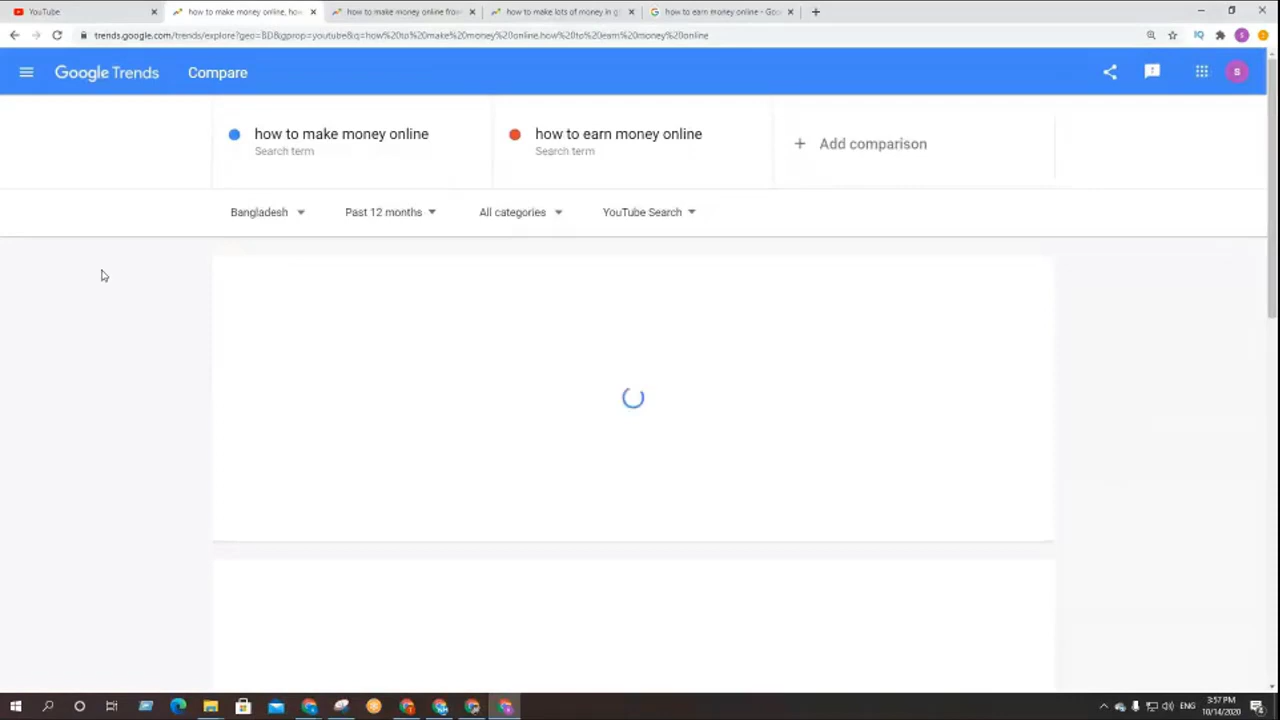 YouTube
how to make money online, how
how to make money online from
how to make lots of money in g
how to earn money online - Goo
trends.google.com/trends/explore?geo=BD&gprop=youtube&q=how%20to%20make%20money%20online,how%20to%20earn%20money%20online
IQ
S
Google Trends
Compare
S
how to make money online
Search term
how to earn money online
Search term
+ Add comparison
Bangladesh
Past 12 months
All categories
YouTube Search
ENG
3:57 PM
10/14/2020